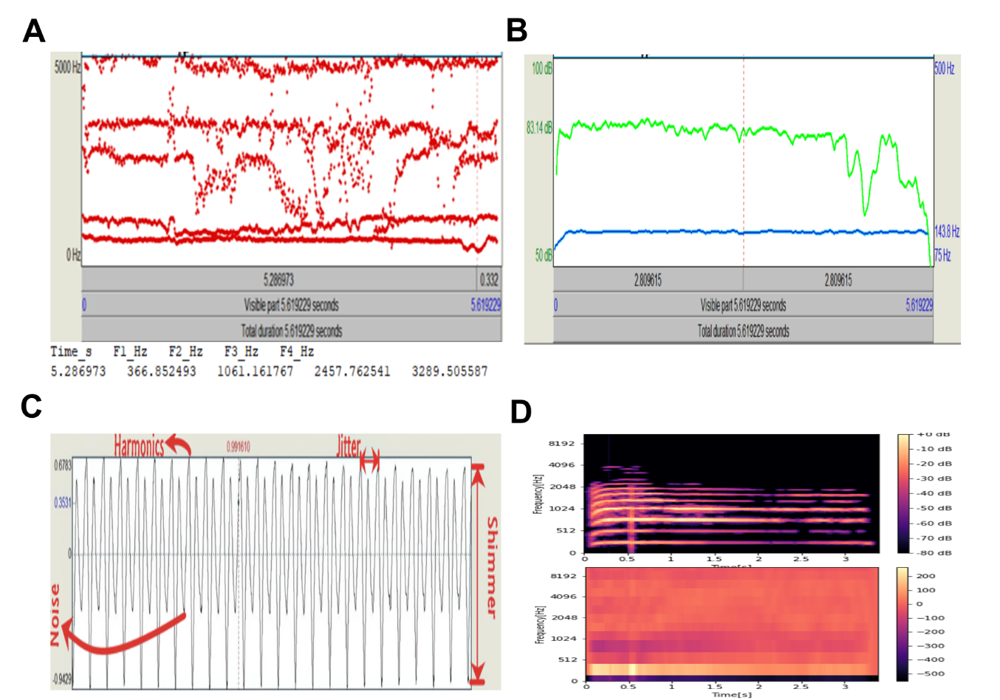 A
5000 Hz
0 Hz
5.286973 0.332
0 Visible part 5.619229 seconds 5.619229
Total duration 5.619229 seconds
Time_s F1_Hz F2_Hz F3_Hz F4_Hz
5.286973 366.852493 1061.161767 2457.762541 3289.505587
B
100 dB 500 Hz
83.14 dB
143.8 Hz
50 dB 75 Hz
2.809615 2.809615
0 Visible part 5.619229 seconds 5.619229
Total duration 5.619229 seconds
C
Harmonics 0.991610 Jitter
0.6783
0.3531
0
-0.9429
Noise
Shimmer
D
Frequency[Hz]
8192
4096
2048
1024
512
0
0 0.5 1 1.5 2 2.5 3
Time[s]
+0 dB
-10 dB
-20 dB
-30 dB
-40 dB
-50 dB
-60 dB
-70 dB
-80 dB
Frequency[Hz]
8192
4096
2048
1024
512
0
0 0.5 1 1.5 2 2.5 3
Time[s]
200
100
0
−100
−200
−300
−400
−500